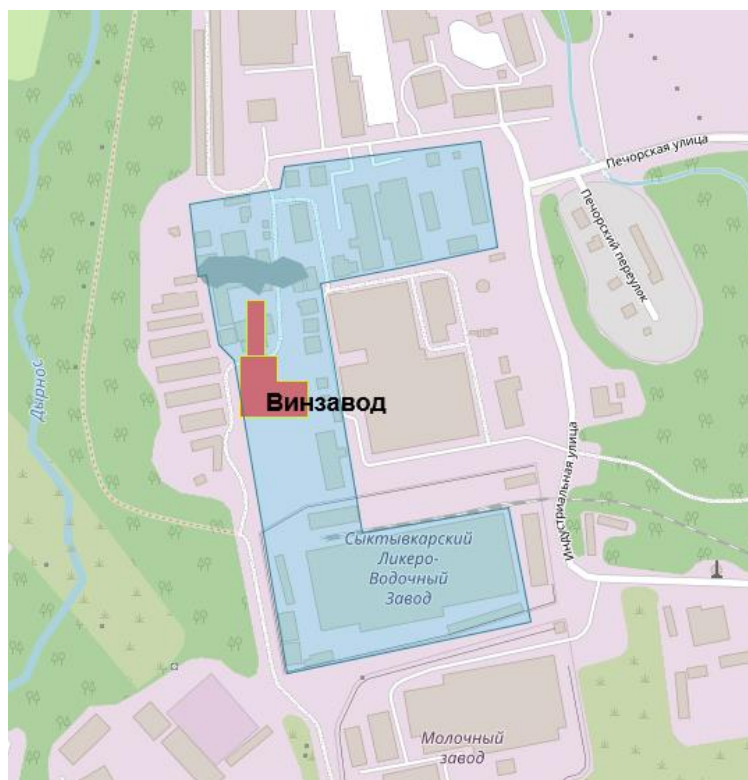 Печорская улица
Печорский переулок
Дырнос
Винзавод
Индустриальная улица
Сыктывкарский
Ликеро-
Водочный
Завод
Молочный
завод